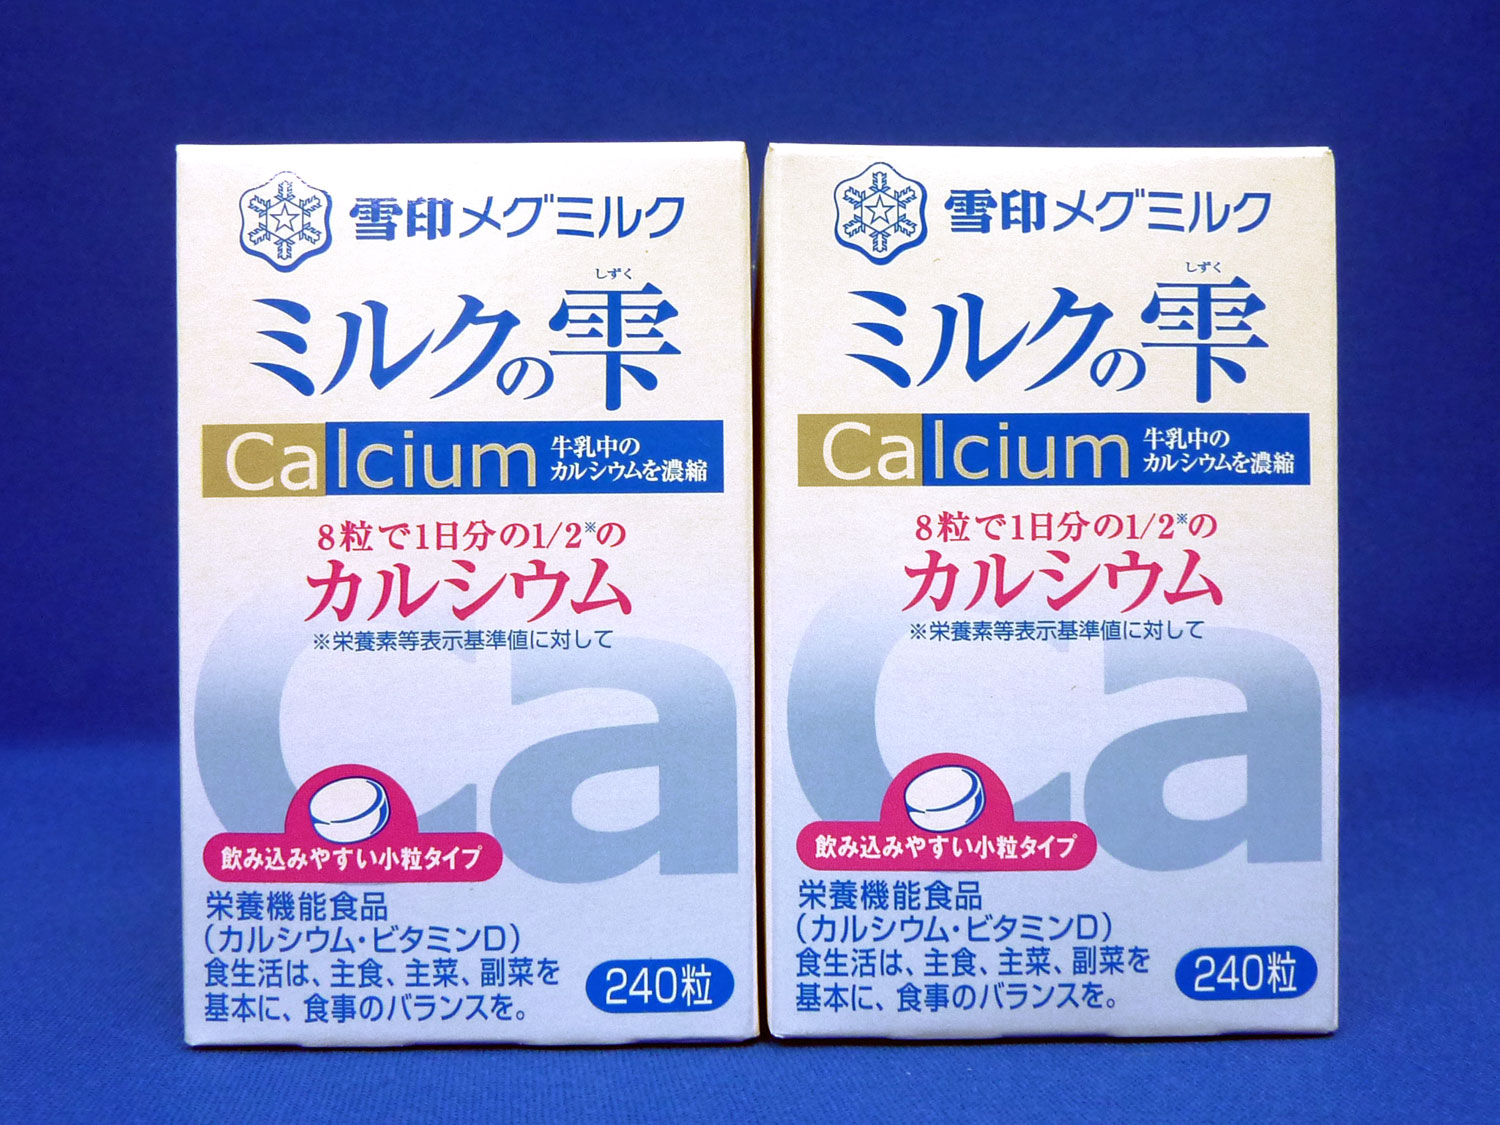 雪印メグミルク
しずく
ミルクの雫
Calcium
牛乳中の
カルシウムを濃縮
8粒で1日分の1/2※の
カルシウム
※栄養素等表示基準値に対して
Ca
飲み込みやすい小粒タイプ
栄養機能食品
（カルシウム・ビタミンD）
食生活は、主食、主菜、副菜を
基本に、食事のバランスを。
240粒
雪印メグミルク
しずく
ミルクの雫
Calcium
牛乳中の
カルシウムを濃縮
8粒で1日分の1/2※の
カルシウム
※栄養素等表示基準値に対して
Ca
飲み込みやすい小粒タイプ
栄養機能食品
（カルシウム・ビタミンD）
食生活は、主食、主菜、副菜を
基本に、食事のバランスを。
240粒